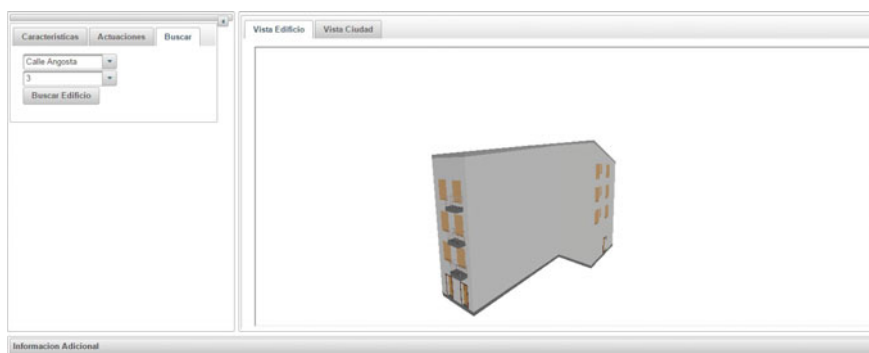 Caracteristicas Actuaciones Buscar
Calle Angosta
3
Buscar Edificio
Vista Edificio Vista Ciudad
Informacion Adicional